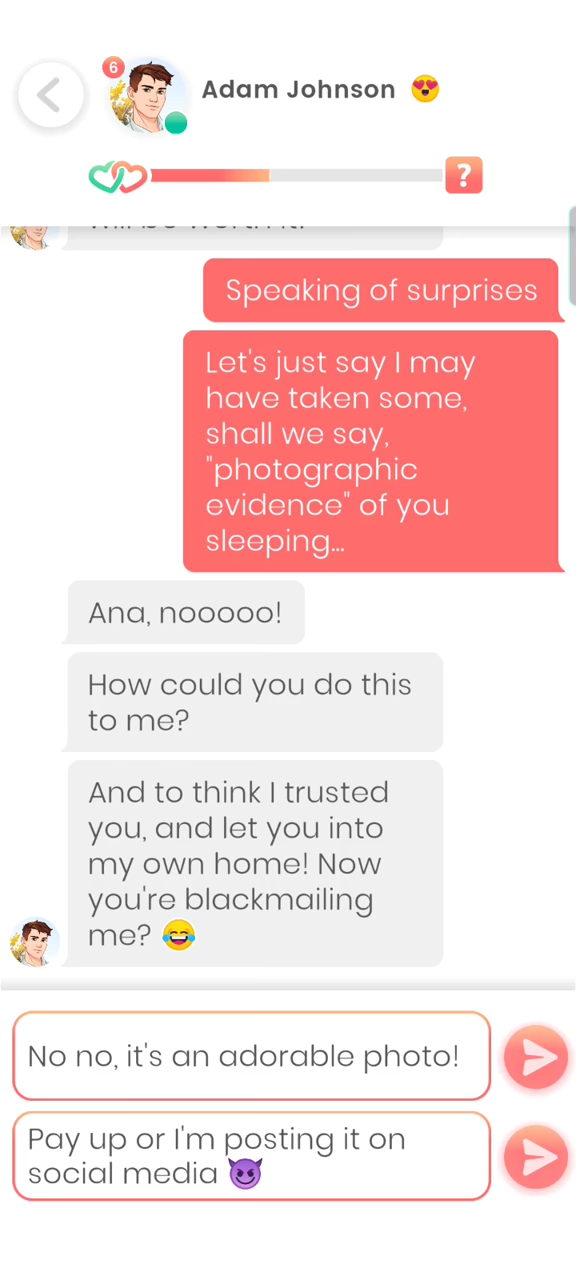 6
Adam Johnson 😍
?
Speaking of surprises
Let's just say I may
have taken some,
shall we say,
"photographic
evidence" of you
sleeping...
Ana, nooooo!
How could you do this
to me?
And to think I trusted
you, and let you into
my own home! Now
you're blackmailing
me? 😂
No no, it's an adorable photo!
Pay up or I'm posting it on
social media 😈